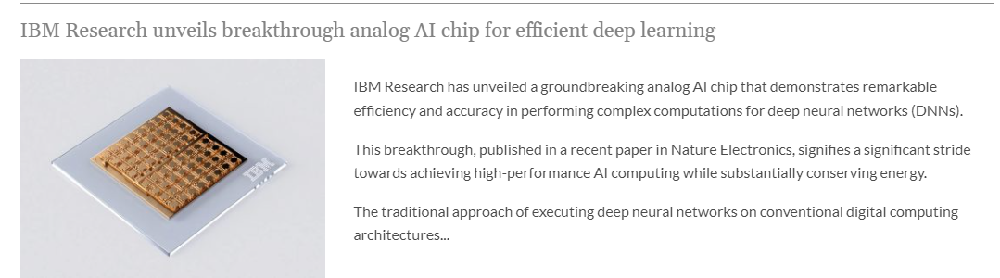 IBM Research unveils breakthrough analog AI chip for efficient deep learning
IBM
IBM Research has unveiled a groundbreaking analog AI chip that demonstrates remarkable
efficiency and accuracy in performing complex computations for deep neural networks (DNNs).
This breakthrough, published in a recent paper in Nature Electronics, signifies a significant stride
towards achieving high-performance AI computing while substantially conserving energy.
The traditional approach of executing deep neural networks on conventional digital computing
architectures...